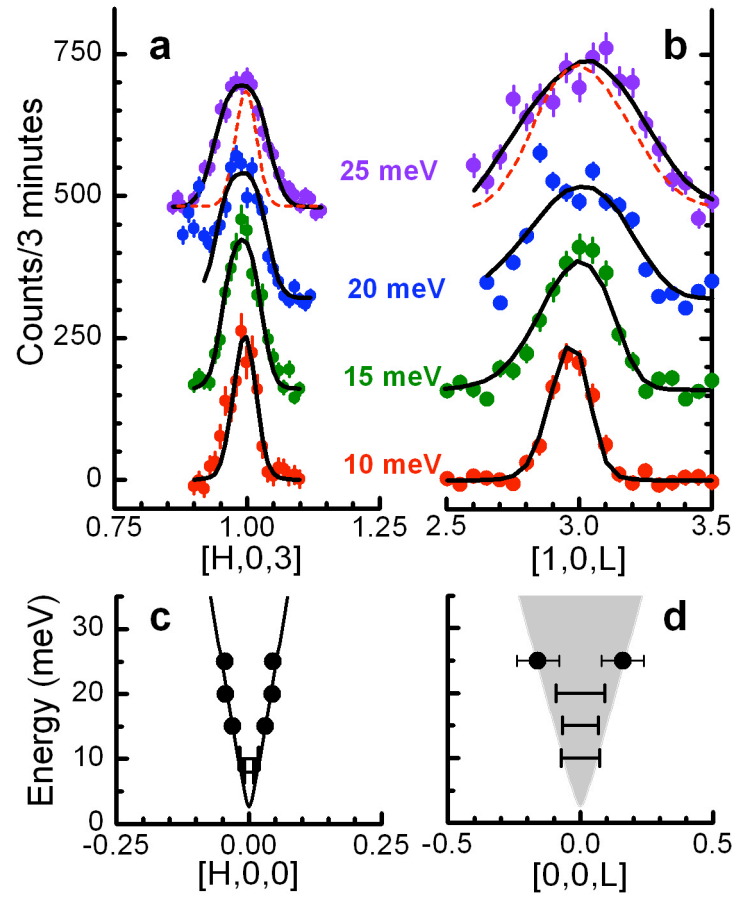 a
b
750
500
250
0
Counts/3 minutes
25 meV
20 meV
15 meV
10 meV
0.75
1.00
1.25
2.5
3.0
3.5
[H,0,3]
[1,0,L]
c
d
30
20
10
0
Energy (meV)
-0.25
0.00
0.25
-0.5
0.0
0.5
[H,0,0]
[0,0,L]